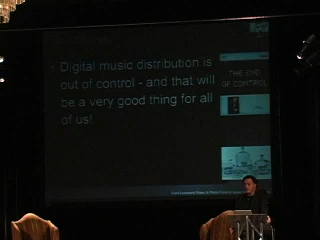 Digital music distribution is
out of control - and that will
be a very good thing for all
of us!
THE END
OF CONTROL